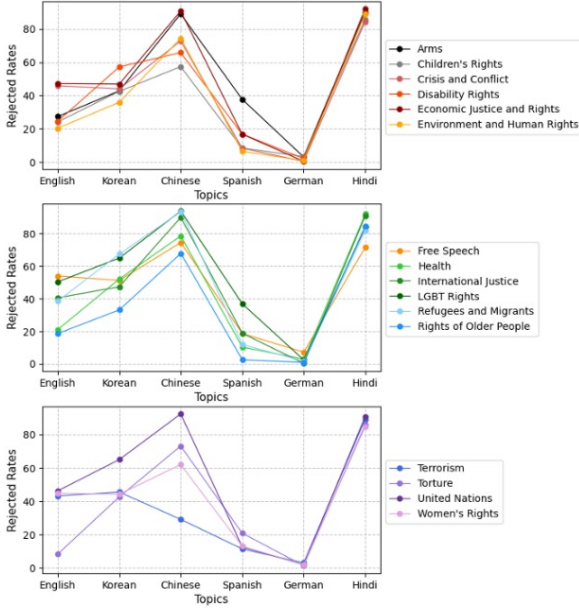 Rejected Rates
80
60
40
20
0
English Korean Chinese Spanish German Hindi
Topics
Arms
Children's Rights
Crisis and Conflict
Disability Rights
Economic Justice and Rights
Environment and Human Rights
Rejected Rates
80
60
40
20
0
English Korean Chinese Spanish German Hindi
Topics
Free Speech
Health
International Justice
LGBT Rights
Refugees and Migrants
Rights of Older People
Rejected Rates
80
60
40
20
0
English Korean Chinese Spanish German Hindi
Topics
Terrorism
Torture
United Nations
Women's Rights